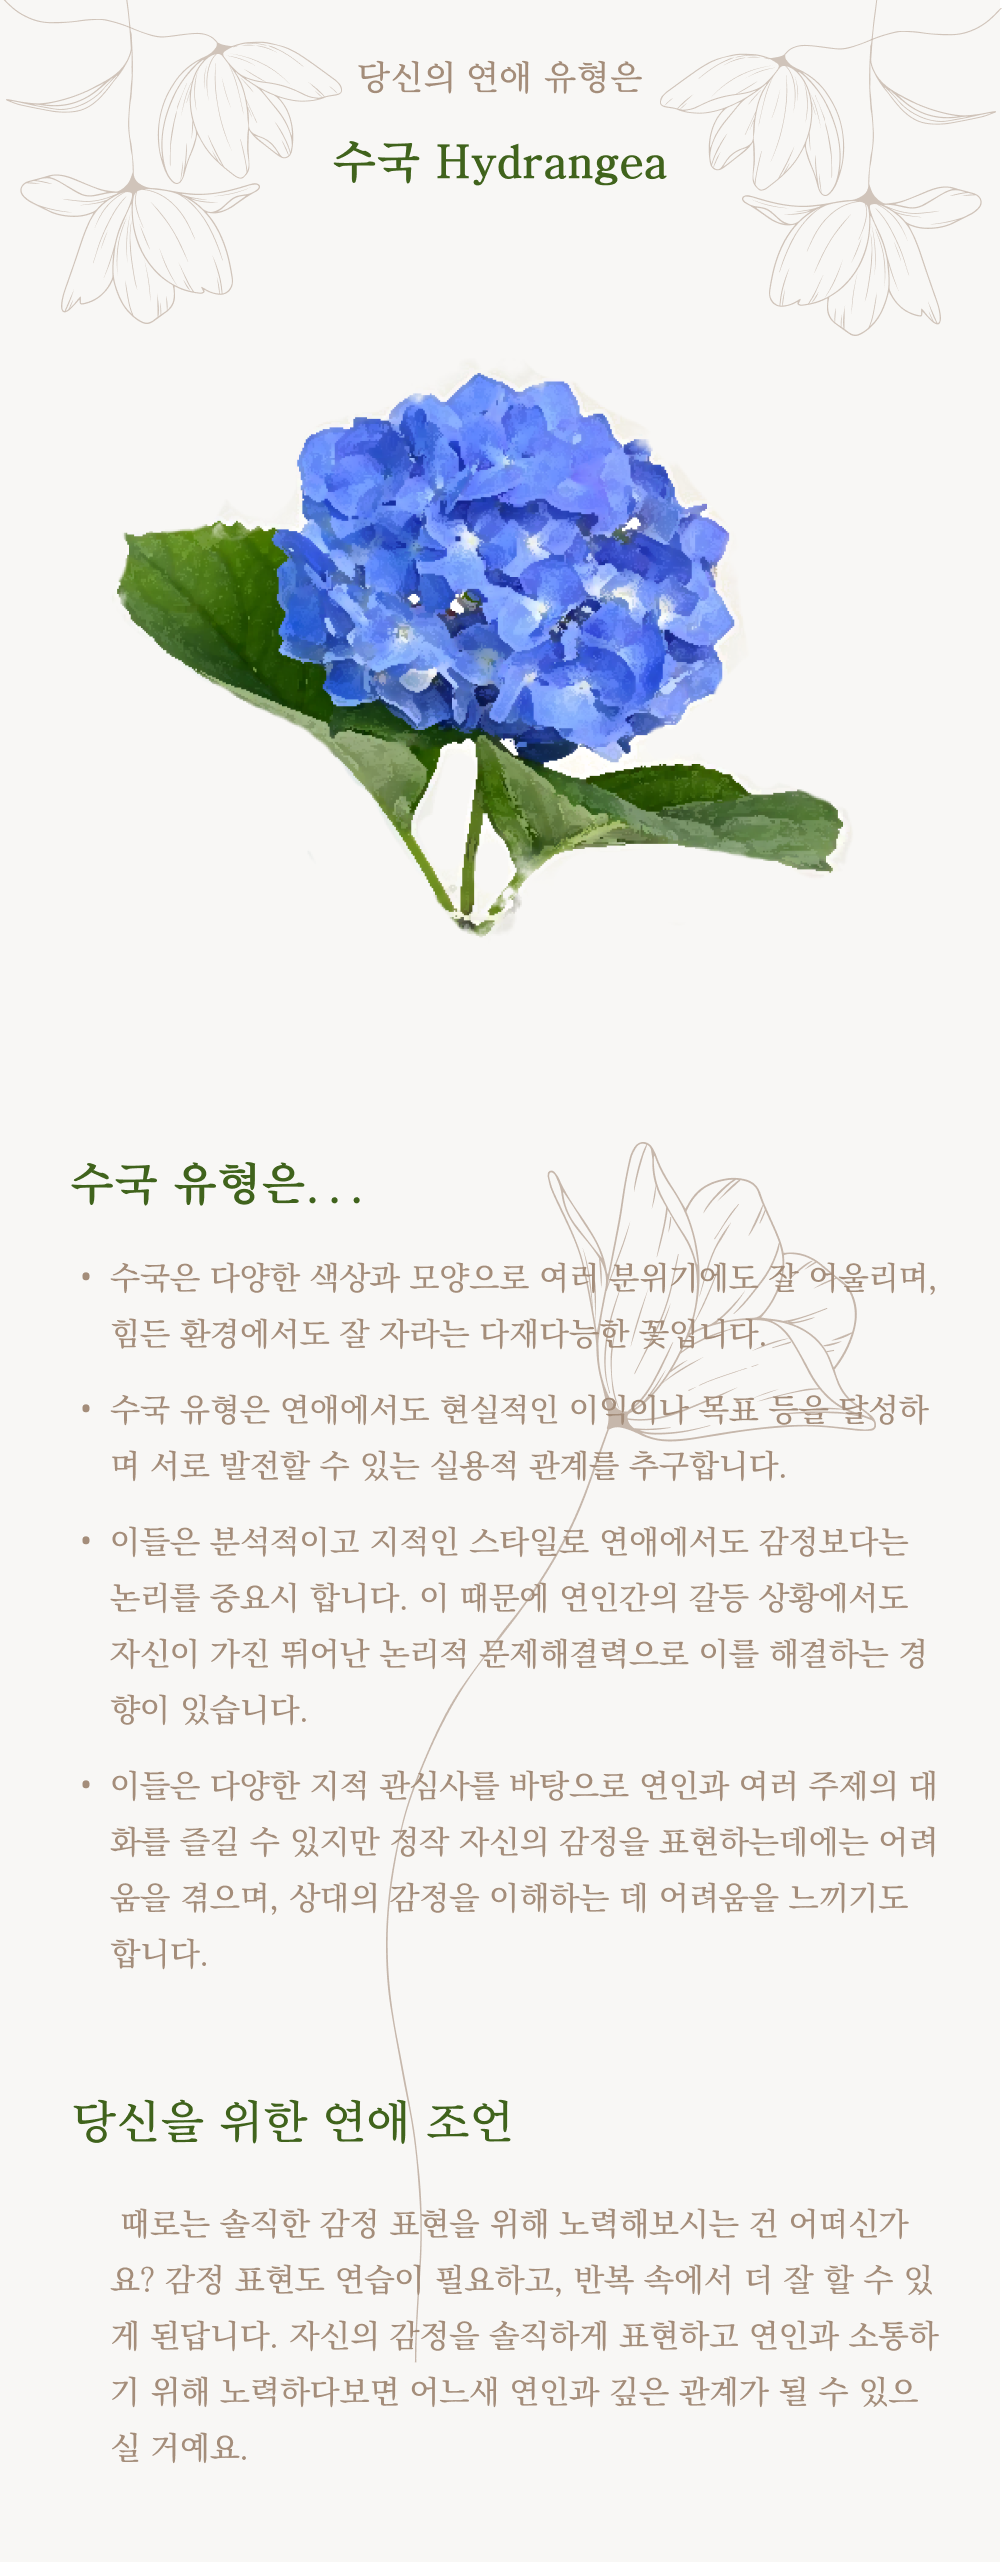 당신의 연애 유형은
수국 Hydrangea
수국 유형은...
• 수국은 다양한 색상과 모양으로 여러 분위기에도 잘 어울리며,
힘든 환경에서도 잘 자라는 다재다능한 꽃입니다.
• 수국 유형은 연애에서도 현실적인 이익이나 목표 등을 달성하
며 서로 발전할 수 있는 실용적 관계를 추구합니다.
• 이들은 분석적이고 지적인 스타일로 연애에서도 감정보다는
논리를 중요시 합니다. 이 때문에 연인간의 갈등 상황에서도
자신이 가진 뛰어난 논리적 문제해결력으로 이를 해결하는 경
향이 있습니다.
• 이들은 다양한 지적 관심사를 바탕으로 연인과 여러 주제의 대
화를 즐길 수 있지만 정작 자신의 감정을 표현하는데에는 어려
움을 겪으며, 상대의 감정을 이해하는 데 어려움을 느끼기도
합니다.
당신을 위한 연애 조언
때로는 솔직한 감정 표현을 위해 노력해보시는 건 어떠신가
요? 감정 표현도 연습이 필요하고, 반복 속에서 더 잘 할 수 있
게 된답니다. 자신의 감정을 솔직하게 표현하고 연인과 소통하
기 위해 노력하다보면 어느새 연인과 깊은 관계가 될 수 있으
실 거예요.